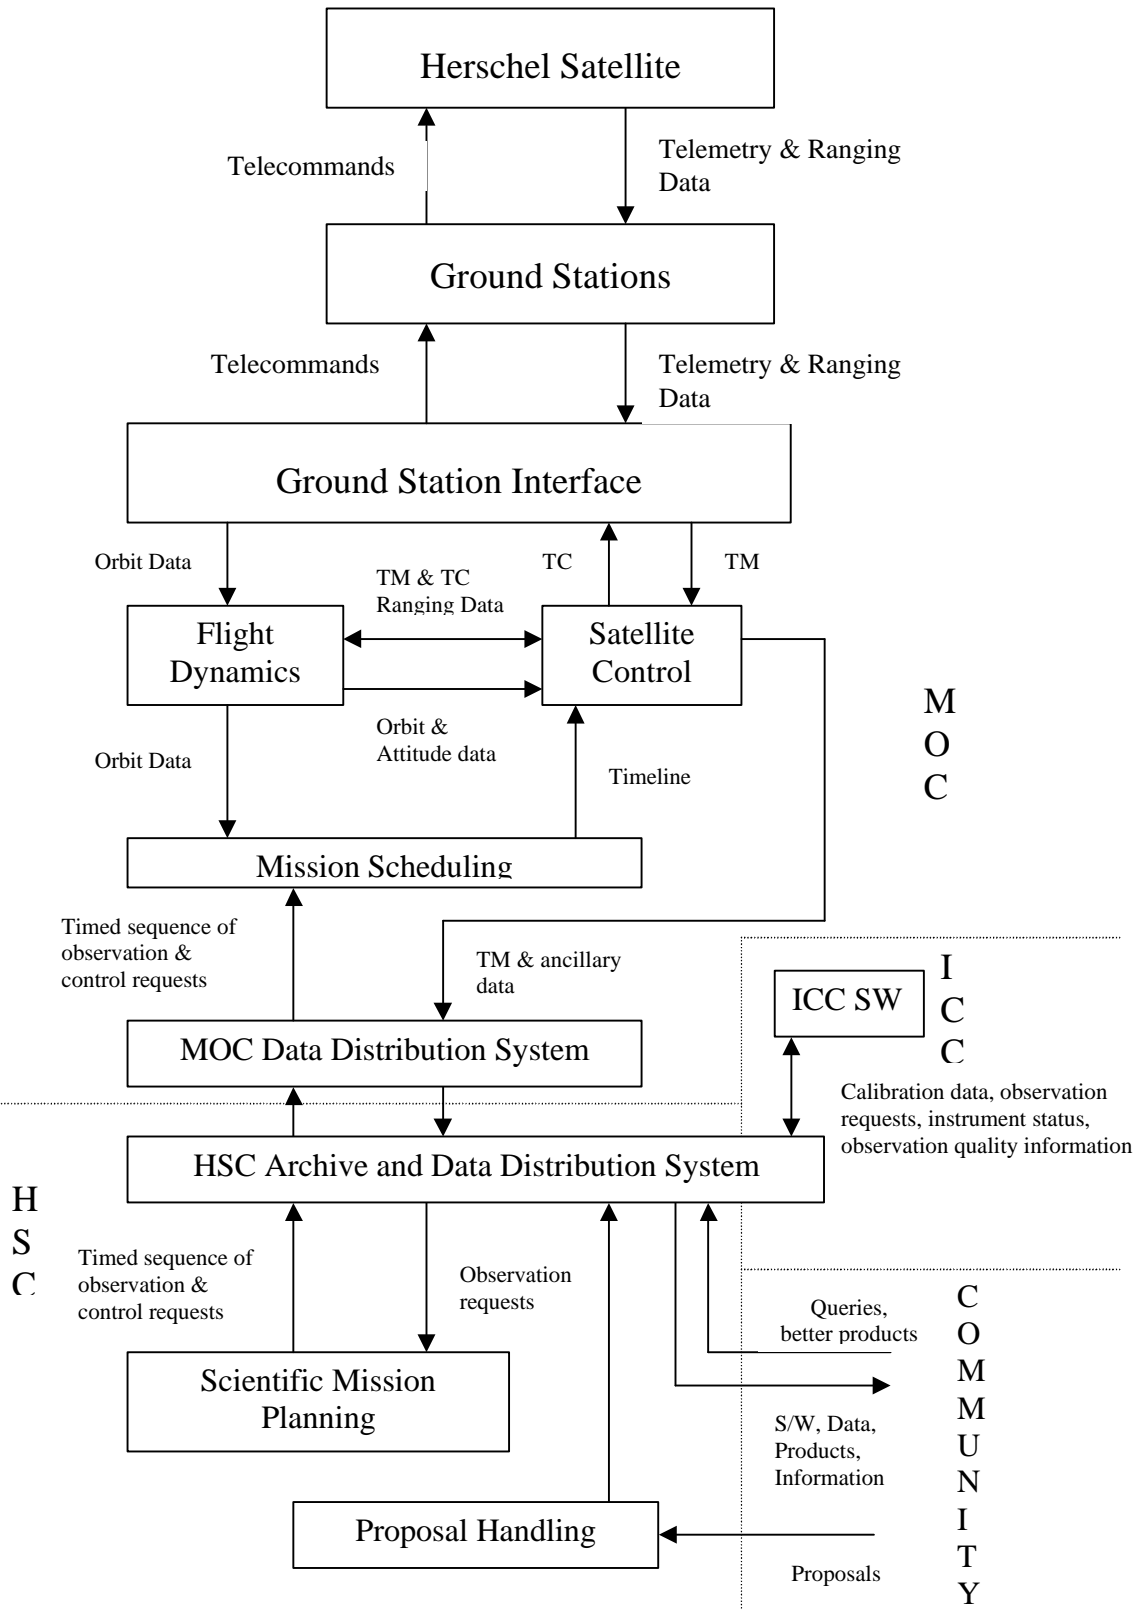 Herschel Satellite
Telecommands
Telemetry & Ranging
Data
Ground Stations
Telecommands
Telemetry & Ranging
Data
Ground Station Interface
Orbit Data
TM & TC
Ranging Data
TC
TM
Flight
Dynamics
Satellite
Control
Orbit &
Attitude data
Orbit Data
Timeline
M
O
C
Mission Scheduling
Timed sequence of
observation &
control requests
TM & ancillary
data
ICC SW
I
C
C
MOC Data Distribution System
Calibration data, observation
requests, instrument status,
observation quality information
HSC Archive and Data Distribution System
H
S
C
Timed sequence of
observation &
control requests
Observation
requests
Queries,
better products
Scientific Mission
Planning
S/W, Data,
Products,
Information
C
O
M
M
U
N
I
T
Y
Proposal Handling
Proposals